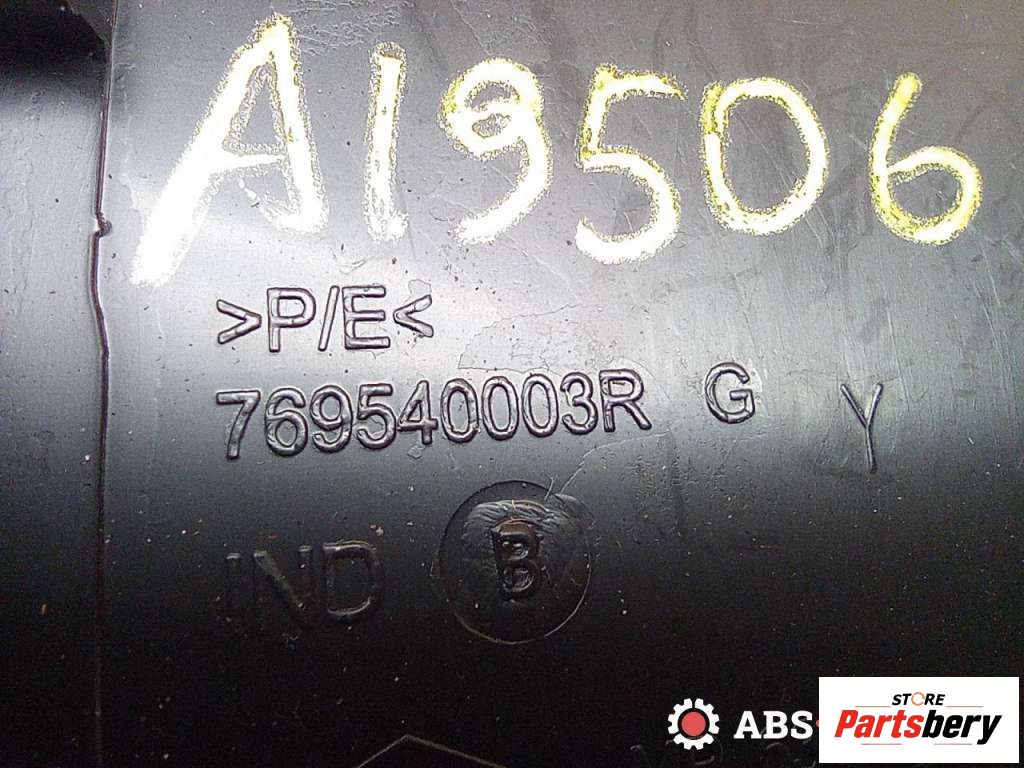 A19506
>P/E<
769540003R G Y
IND B
ABS
STORE
Partsbery